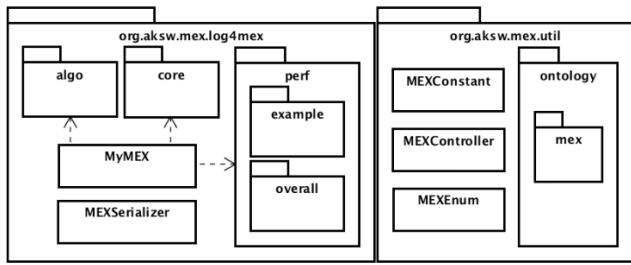 org.aksw.mex.log4mex
org.aksw.mex.util
algo
core
perf
MEXConstant
ontology
example
MEXController
mex
MyMEX
overall
MEXSerializer
MEXEnum